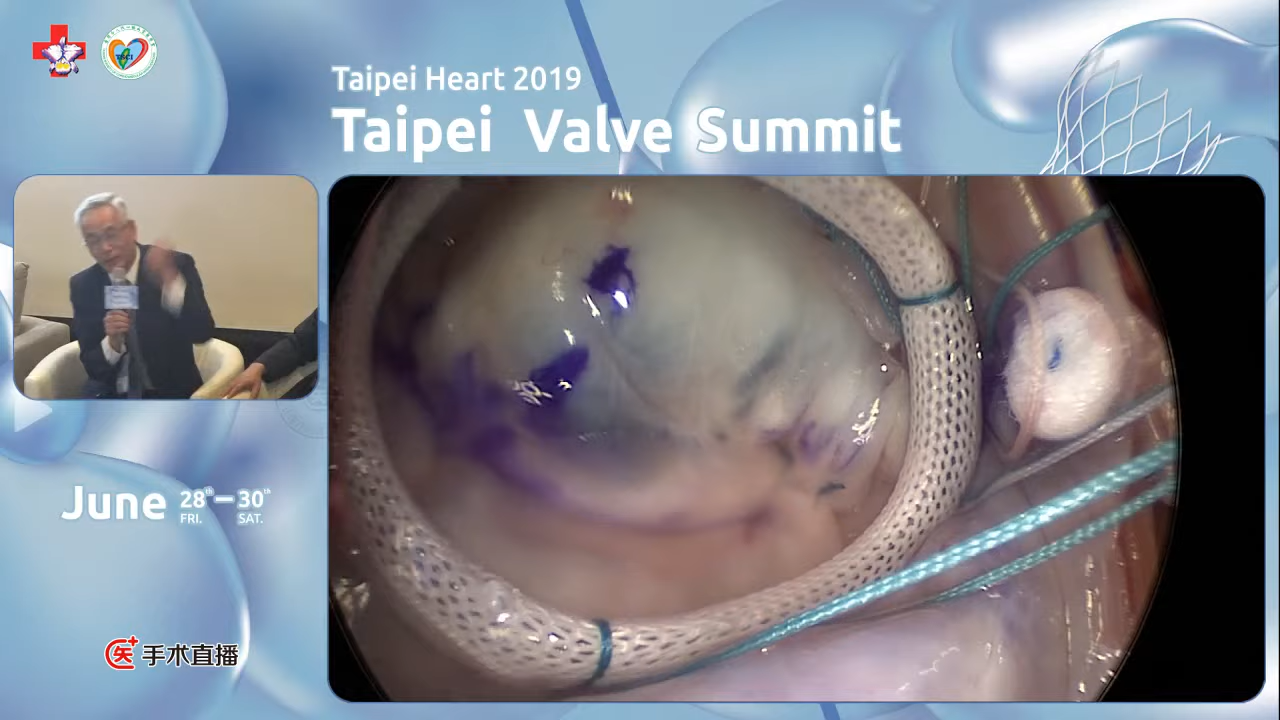 Taipei Heart 2019
Taipei Valve Summit
June 28th – 30th
FRI. SAT.
手术直播